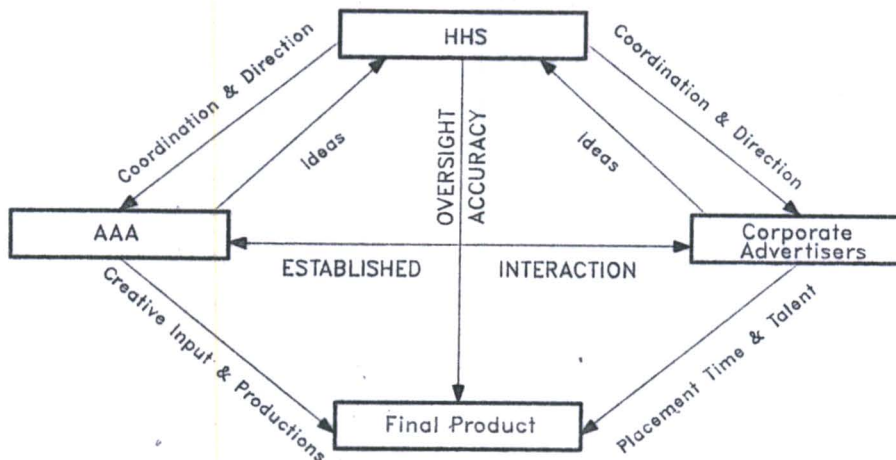 HHS
Coordination & Direction
Coordination & Direction
Ideas
Ideas
OVERSIGHT
ACCURACY
AAA
Corporate
Advertisers
ESTABLISHED
INTERACTION
Creative Input & Productions
Placement Time & Talent
Final Product